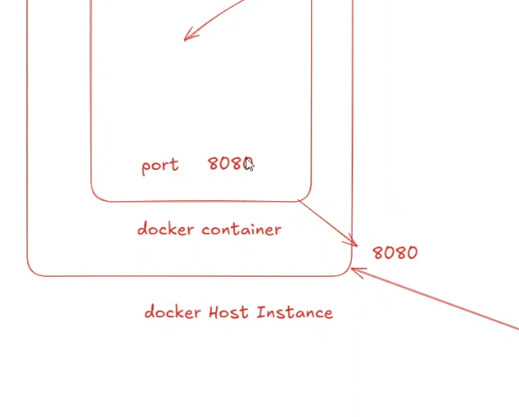 port 8080
docker container
8080
docker Host Instance